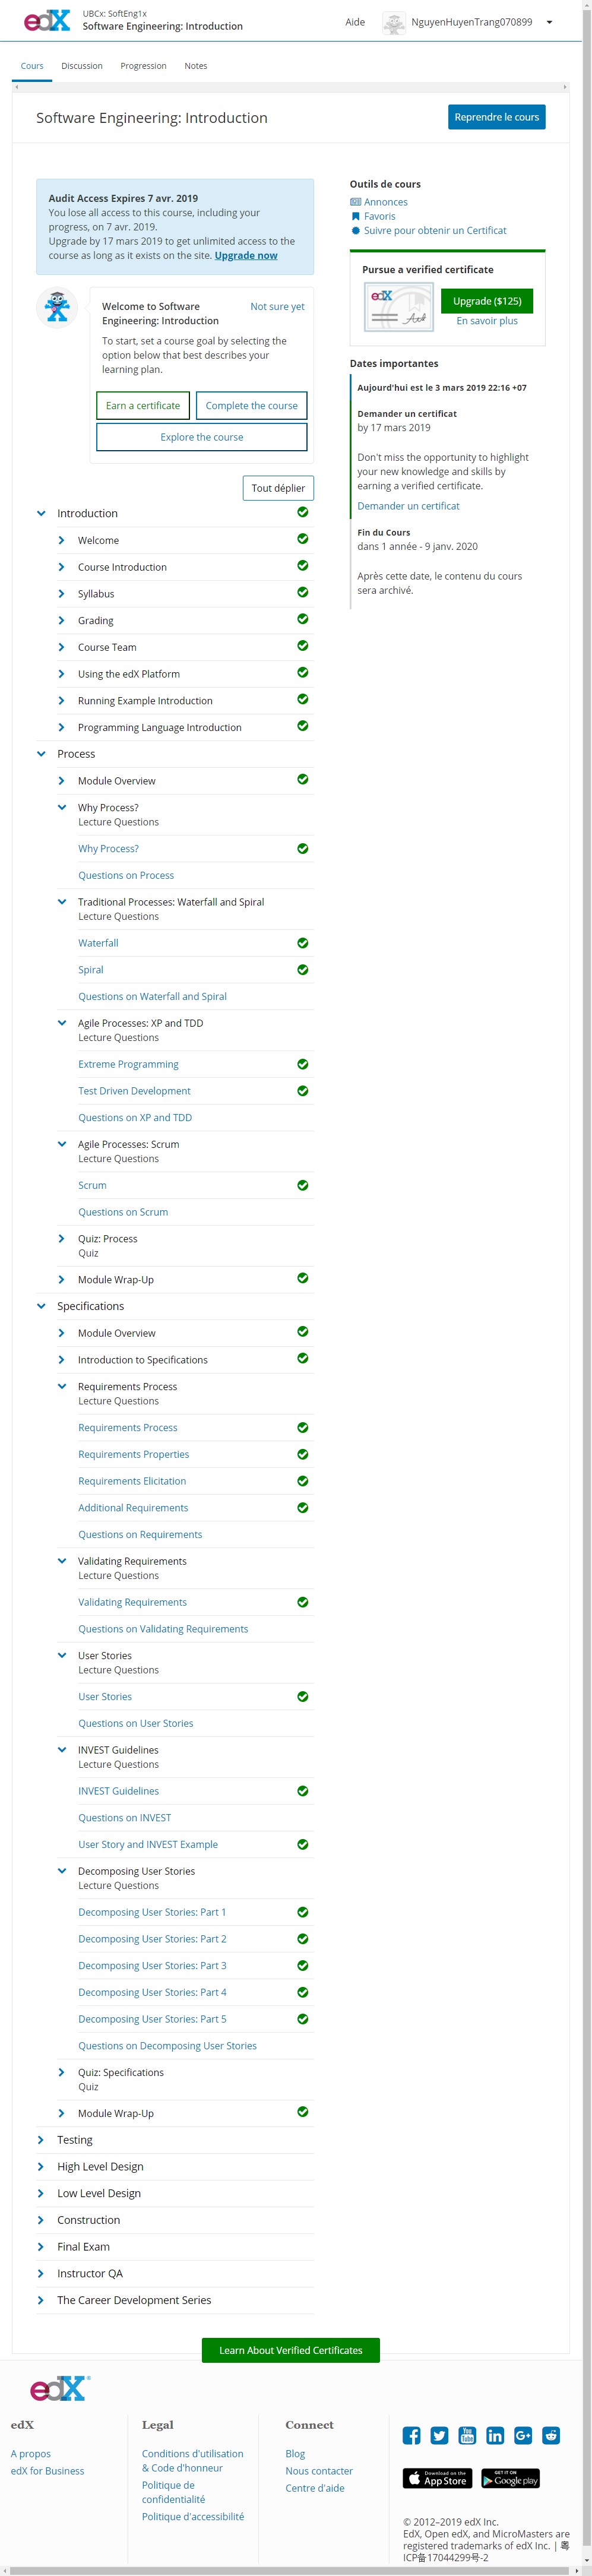 edX
UBCx: SoftEng1x
Software Engineering: Introduction
Aide
NguyenHuyenTrang070899
Cours
Discussion
Progression
Notes
Software Engineering: Introduction
Reprendre le cours
Audit Access Expires 7 avr. 2019
You lose all access to this course, including your
progress, on 7 avr. 2019.
Upgrade by 17 mars 2019 to get unlimited access to the
course as long as it exists on the site. Upgrade now
Welcome to Software
Engineering: Introduction
Not sure yet
To start, set a course goal by selecting the
option below that best describes your
learning plan.
Earn a certificate
Complete the course
Explore the course
Tout déplier
Introduction
Welcome
Course Introduction
Syllabus
Grading
Course Team
Using the edX Platform
Running Example Introduction
Programming Language Introduction
Process
Module Overview
Why Process?
Lecture Questions
Why Process?
Questions on Process
Traditional Processes: Waterfall and Spiral
Lecture Questions
Waterfall
Spiral
Questions on Waterfall and Spiral
Agile Processes: XP and TDD
Lecture Questions
Extreme Programming
Test Driven Development
Questions on XP and TDD
Agile Processes: Scrum
Lecture Questions
Scrum
Questions on Scrum
Quiz: Process
Quiz
Module Wrap-Up
Specifications
Module Overview
Introduction to Specifications
Requirements Process
Lecture Questions
Requirements Process
Requirements Properties
Requirements Elicitation
Additional Requirements
Questions on Requirements
Validating Requirements
Lecture Questions
Validating Requirements
Questions on Validating Requirements
User Stories
Lecture Questions
User Stories
Questions on User Stories
INVEST Guidelines
Lecture Questions
INVEST Guidelines
Questions on INVEST
User Story and INVEST Example
Decomposing User Stories
Lecture Questions
Decomposing User Stories: Part 1
Decomposing User Stories: Part 2
Decomposing User Stories: Part 3
Decomposing User Stories: Part 4
Decomposing User Stories: Part 5
Questions on Decomposing User Stories
Quiz: Specifications
Quiz
Module Wrap-Up
Testing
High Level Design
Low Level Design
Construction
Final Exam
Instructor QA
The Career Development Series
Outils de cours
Annonces
Favoris
Suivre pour obtenir un Certificat
Pursue a verified certificate
edX
Upgrade ($125)
En savoir plus
Dates importantes
Aujourd'hui est le 3 mars 2019 22:16 +07
Demander un certificat
by 17 mars 2019
Don't miss the opportunity to highlight
your new knowledge and skills by
earning a verified certificate.
Demander un certificat
Fin du Cours
dans 1 année - 9 janv. 2020
Après cette date, le contenu du cours
sera archivé.
Learn About Verified Certificates
edX
edX
A propos
edX for Business
Legal
Conditions d'utilisation
& Code d'honneur
Politique de
confidentialité
Politique d'accessibilité
Connect
Blog
Nous contacter
Centre d'aide
You Tube
in
G+
Download on the
App Store
GET IT ON
Google play
© 2012–2019 edX Inc.
EdX, Open edX, and MicroMasters are
registered trademarks of edX Inc. | 粤
ICP备17044299号-2